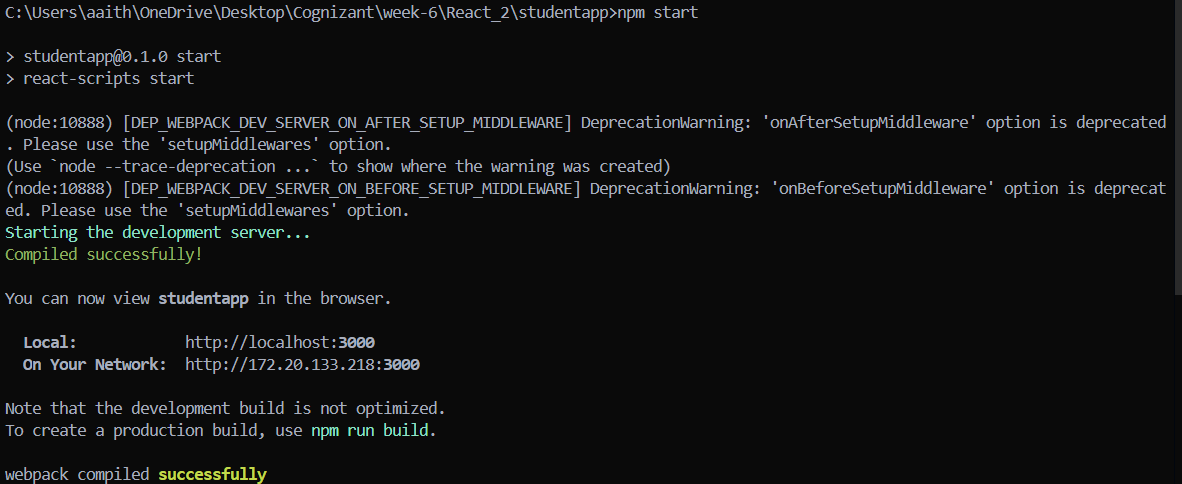 C:\Users\aaith\OneDrive\Desktop\Cognizant\week-6\React_2\studentapp>npm start
> studentapp@0.1.0 start
> react-scripts start
(node:10888) [DEP_WEBPACK_DEV_SERVER_ON_AFTER_SETUP_MIDDLEWARE] DeprecationWarning: 'onAfterSetupMiddleware' option is deprecated
. Please use the 'setupMiddlewares' option.
(Use `node --trace-deprecation ...` to show where the warning was created)
(node:10888) [DEP_WEBPACK_DEV_SERVER_ON_BEFORE_SETUP_MIDDLEWARE] DeprecationWarning: 'onBeforeSetupMiddleware' option is deprecat
ed. Please use the 'setupMiddlewares' option.
Starting the development server...
Compiled successfully!
You can now view studentapp in the browser.
Local: http://localhost:3000
On Your Network: http://172.20.133.218:3000
Note that the development build is not optimized.
To create a production build, use npm run build.
webpack compiled successfully